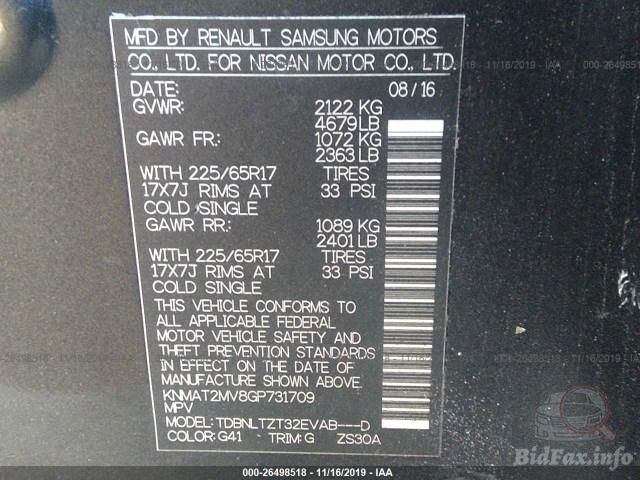 MFD BY RENAULT SAMSUNG MOTORS
CO., LTD. FOR NISSAN MOTOR CO., LTD.
DATE: 08/16
GVWR: 2122 KG
4679LB
GAWR FR: 1072 KG
2363 LB
WITH 225/65R17 TIRES
17X7J RIMS AT 33 PSI
COLD SINGLE
GAWR RR: 1089 KG
2401LB
WITH 225/65R17 TIRES
17X7J RIMS AT 33 PSI
COLD SINGLE
THIS VEHICLE CONFORMS TO
ALL APPLICABLE FEDERAL
MOTOR VEHICLE SAFETY AND
THEFT PREVENTION STANDARDS
IN EFFECT ON THE DATE OF
MANUFACTURE SHOWN ABOVE.
KNMAT2MV8GP731709
MPV
MODEL: TDBNLTZT32EVAB---D
COLOR: G41 TRIM: G ZS30A
000-26498518 - 11/16/2019 - IAA
BidFax.info